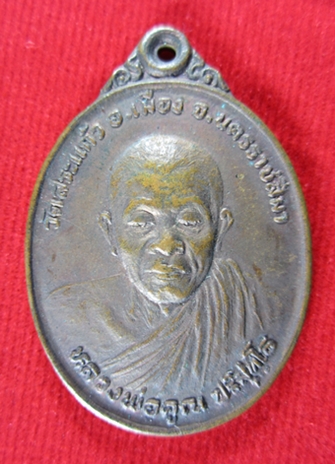 วัดสระแก้ว อ.เมือง จ.นครราชสีมา
หลวงพ่อคูณ ปริสุทโธ